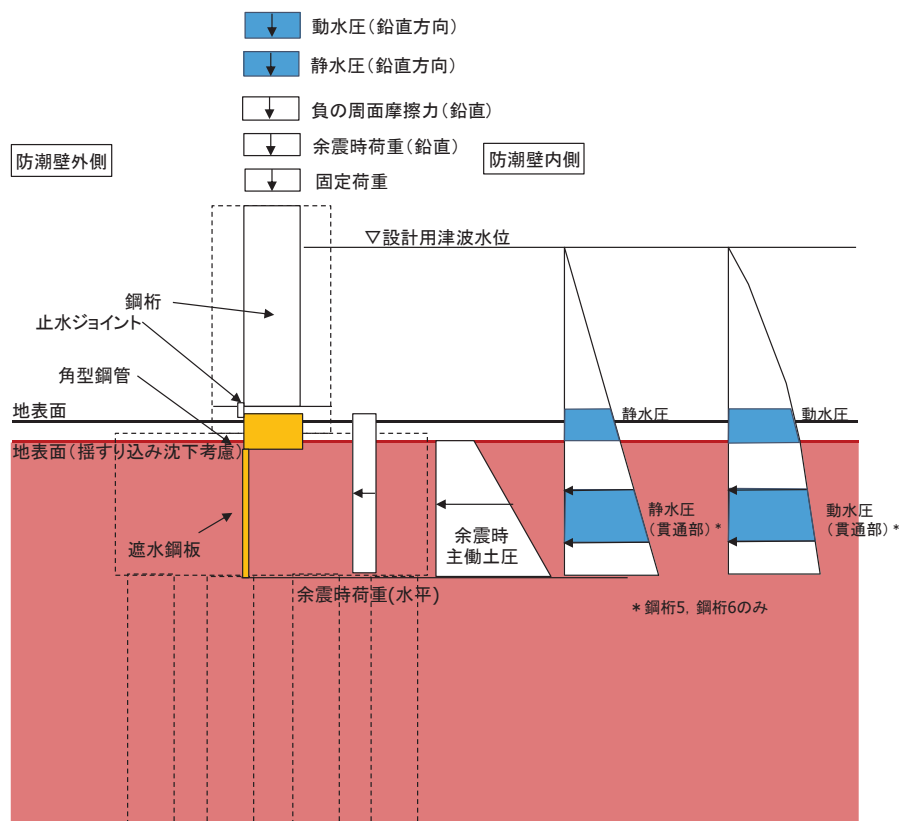 動水圧(鉛直方向)
静水圧(鉛直方向)
負の周面摩擦力(鉛直)
余震時荷重(鉛直)
固定荷重
防潮壁外側
防潮壁内側
▽設計用津波水位
鋼桁
止水ジョイント
角型鋼管
地表面
静水圧
動水圧
地表面(揺すり込み沈下考慮)
遮水鋼板
余震時
主働土圧
静水圧
(貫通部)*
動水圧
(貫通部)*
余震時荷重(水平)
*鋼桁5,鋼桁6のみ